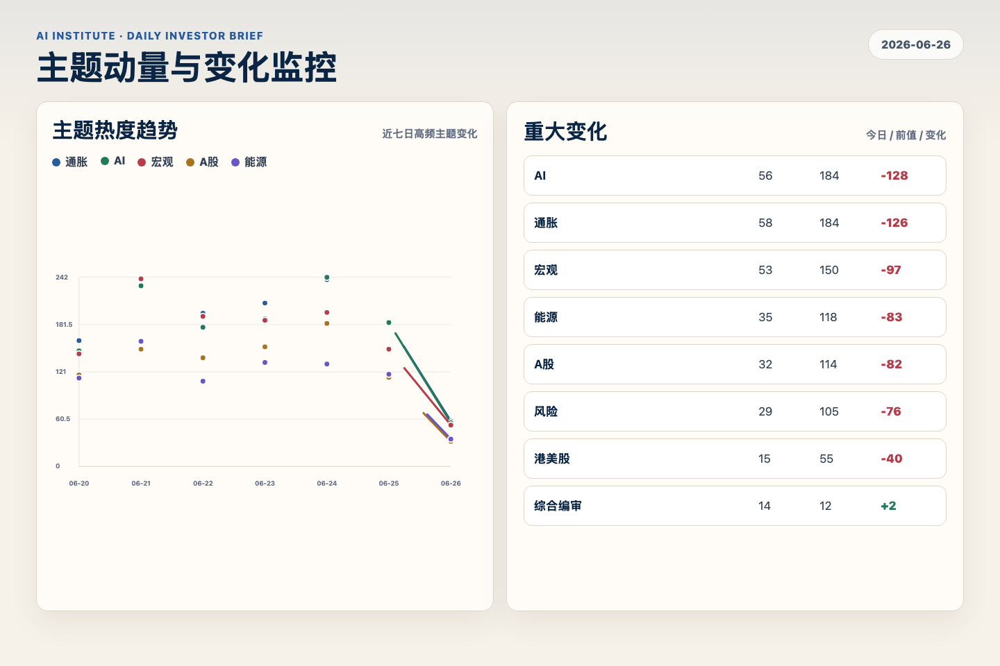 AI INSTITUTE · DAILY INVESTOR BRIEF
主题动量与变化监控
2026-06-26
主题热度趋势
近七日高频主题变化
通胀 AI 宏观 A股 能源
242
181.5
121
60.5
0
06-20 06-21 06-22 06-23 06-24 06-25 06-26
重大变化
今日 / 前值 / 变化
AI 56 184 -128
通胀 58 184 -126
宏观 53 150 -97
能源 35 118 -83
A股 32 114 -82
风险 29 105 -76
港美股 15 55 -40
综合编审 14 12 +2